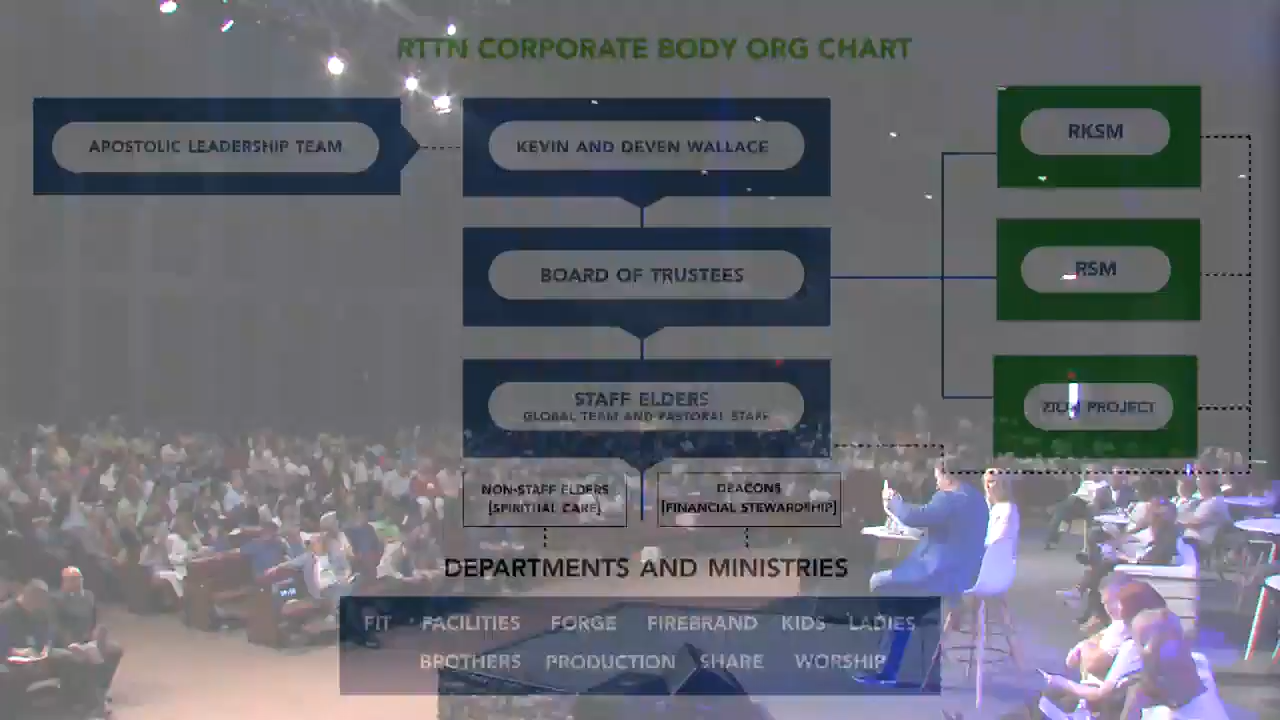 RTTN CORPORATE BODY ORG CHART
APOSTOLIC LEADERSHIP TEAM
KEVIN AND DEVEN WALLACE
RKSM
BOARD OF TRUSTEES
RSM
STAFF ELDERS
GLOBAL TEAM AND PASTORAL STAFF
ZION PROJECT
NON-STAFF ELDERS
[SPIRITUAL CARE]
DEACONS
[FINANCIAL STEWARDSHIP]
DEPARTMENTS AND MINISTRIES
FIT FACILITIES FORGE FIREBRAND KIDS LADIES
BROTHERS PRODUCTION SHARE WORSHIP